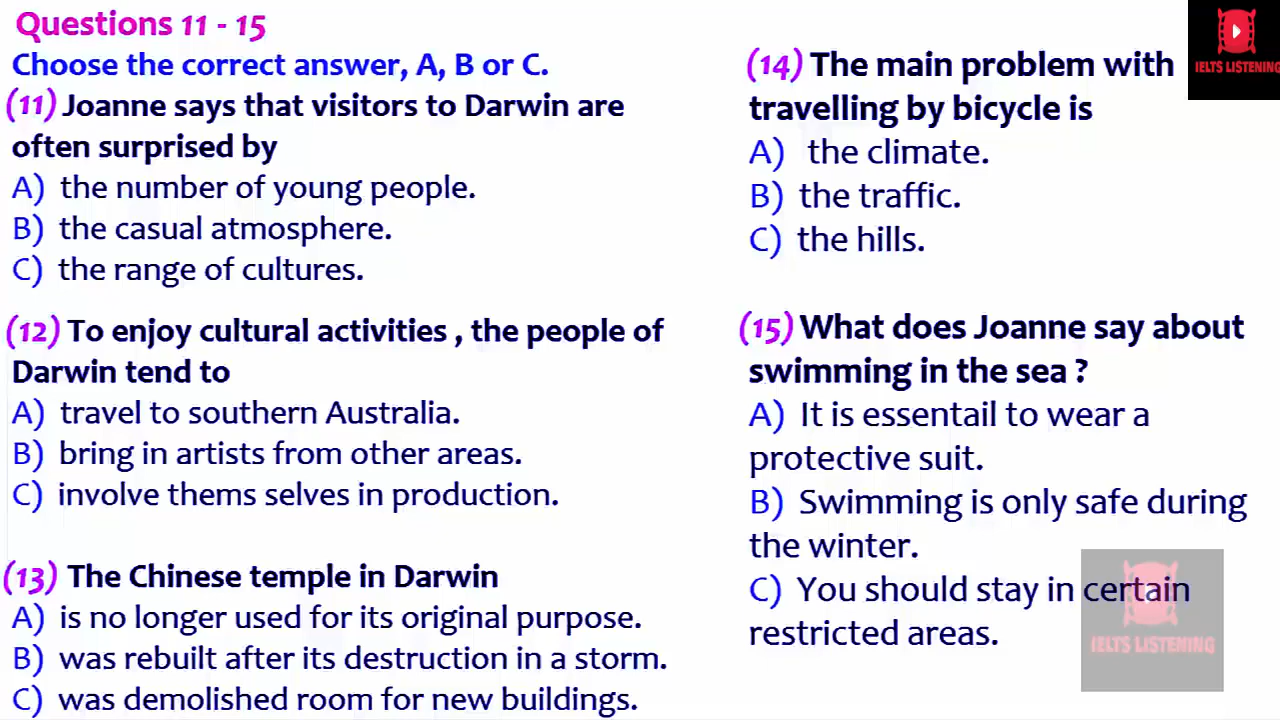 Questions 11 - 15
Choose the correct answer, A, B or C.
(11) Joanne says that visitors to Darwin are
often surprised by
A) the number of young people.
B) the casual atmosphere.
C) the range of cultures.
(12) To enjoy cultural activities , the people of
Darwin tend to
A) travel to southern Australia.
B) bring in artists from other areas.
C) involve thems selves in production.
(13) The Chinese temple in Darwin
A) is no longer used for its original purpose.
B) was rebuilt after its destruction in a storm.
C) was demolished room for new buildings.
(14) The main problem with
travelling by bicycle is
A) the climate.
B) the traffic.
C) the hills.
(15) What does Joanne say about
swimming in the sea ?
A) It is essentail to wear a
protective suit.
B) Swimming is only safe during
the winter.
C) You should stay in certain
restricted areas.
IELTS LISTENING
IELTS LISTENING